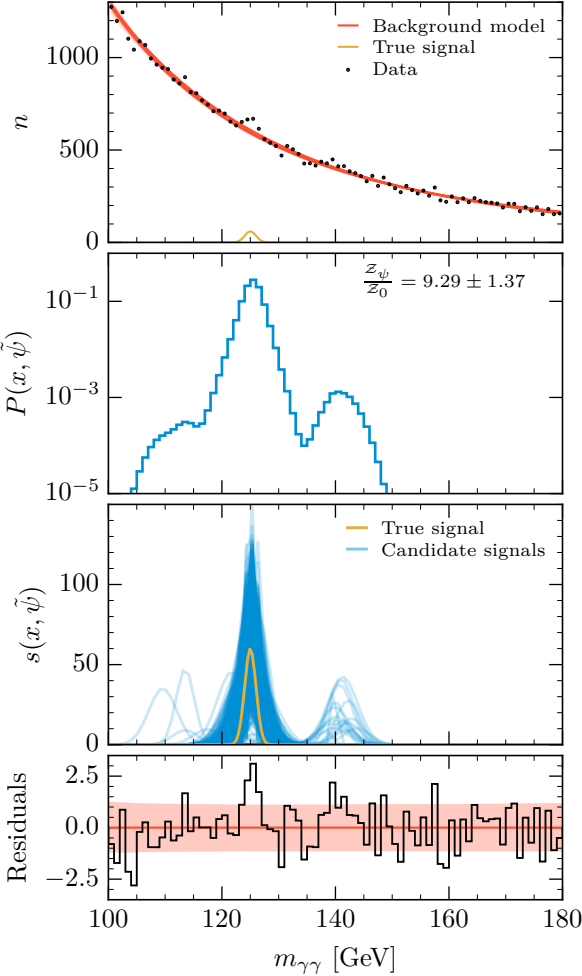 Background model
True signal
Data
n
1000
500
0
𝒵_ψ/𝒵_0 = 9.29 ± 1.37
P(x, ψ̃)
10^−1
10^−3
10^−5
True signal
Candidate signals
s(x, ψ̃)
100
50
0
Residuals
2.5
0.0
−2.5
100 120 140 160 180
m_γγ [GeV]